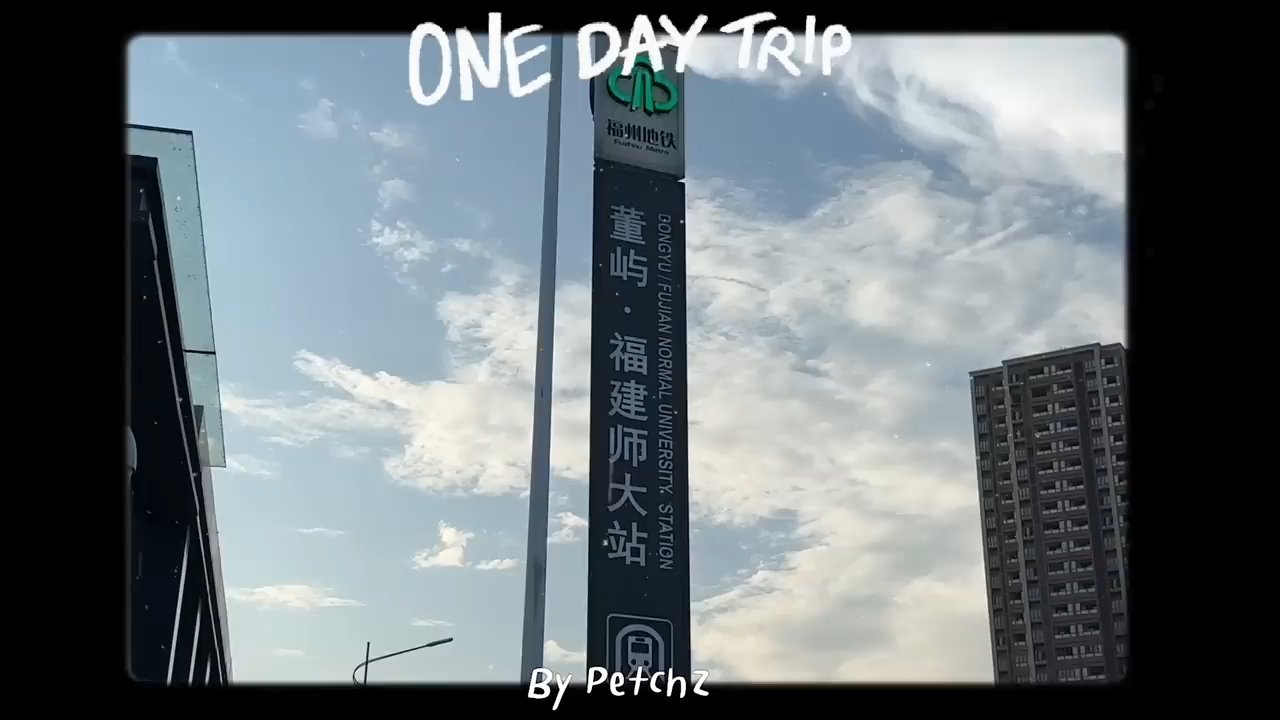 ONE DAY TRIP
福州地铁
Fuzhou Metro
董屿·福建师大站
DONGYU / FUJIAN NORMAL UNIVERSITY STATION
By Petchz